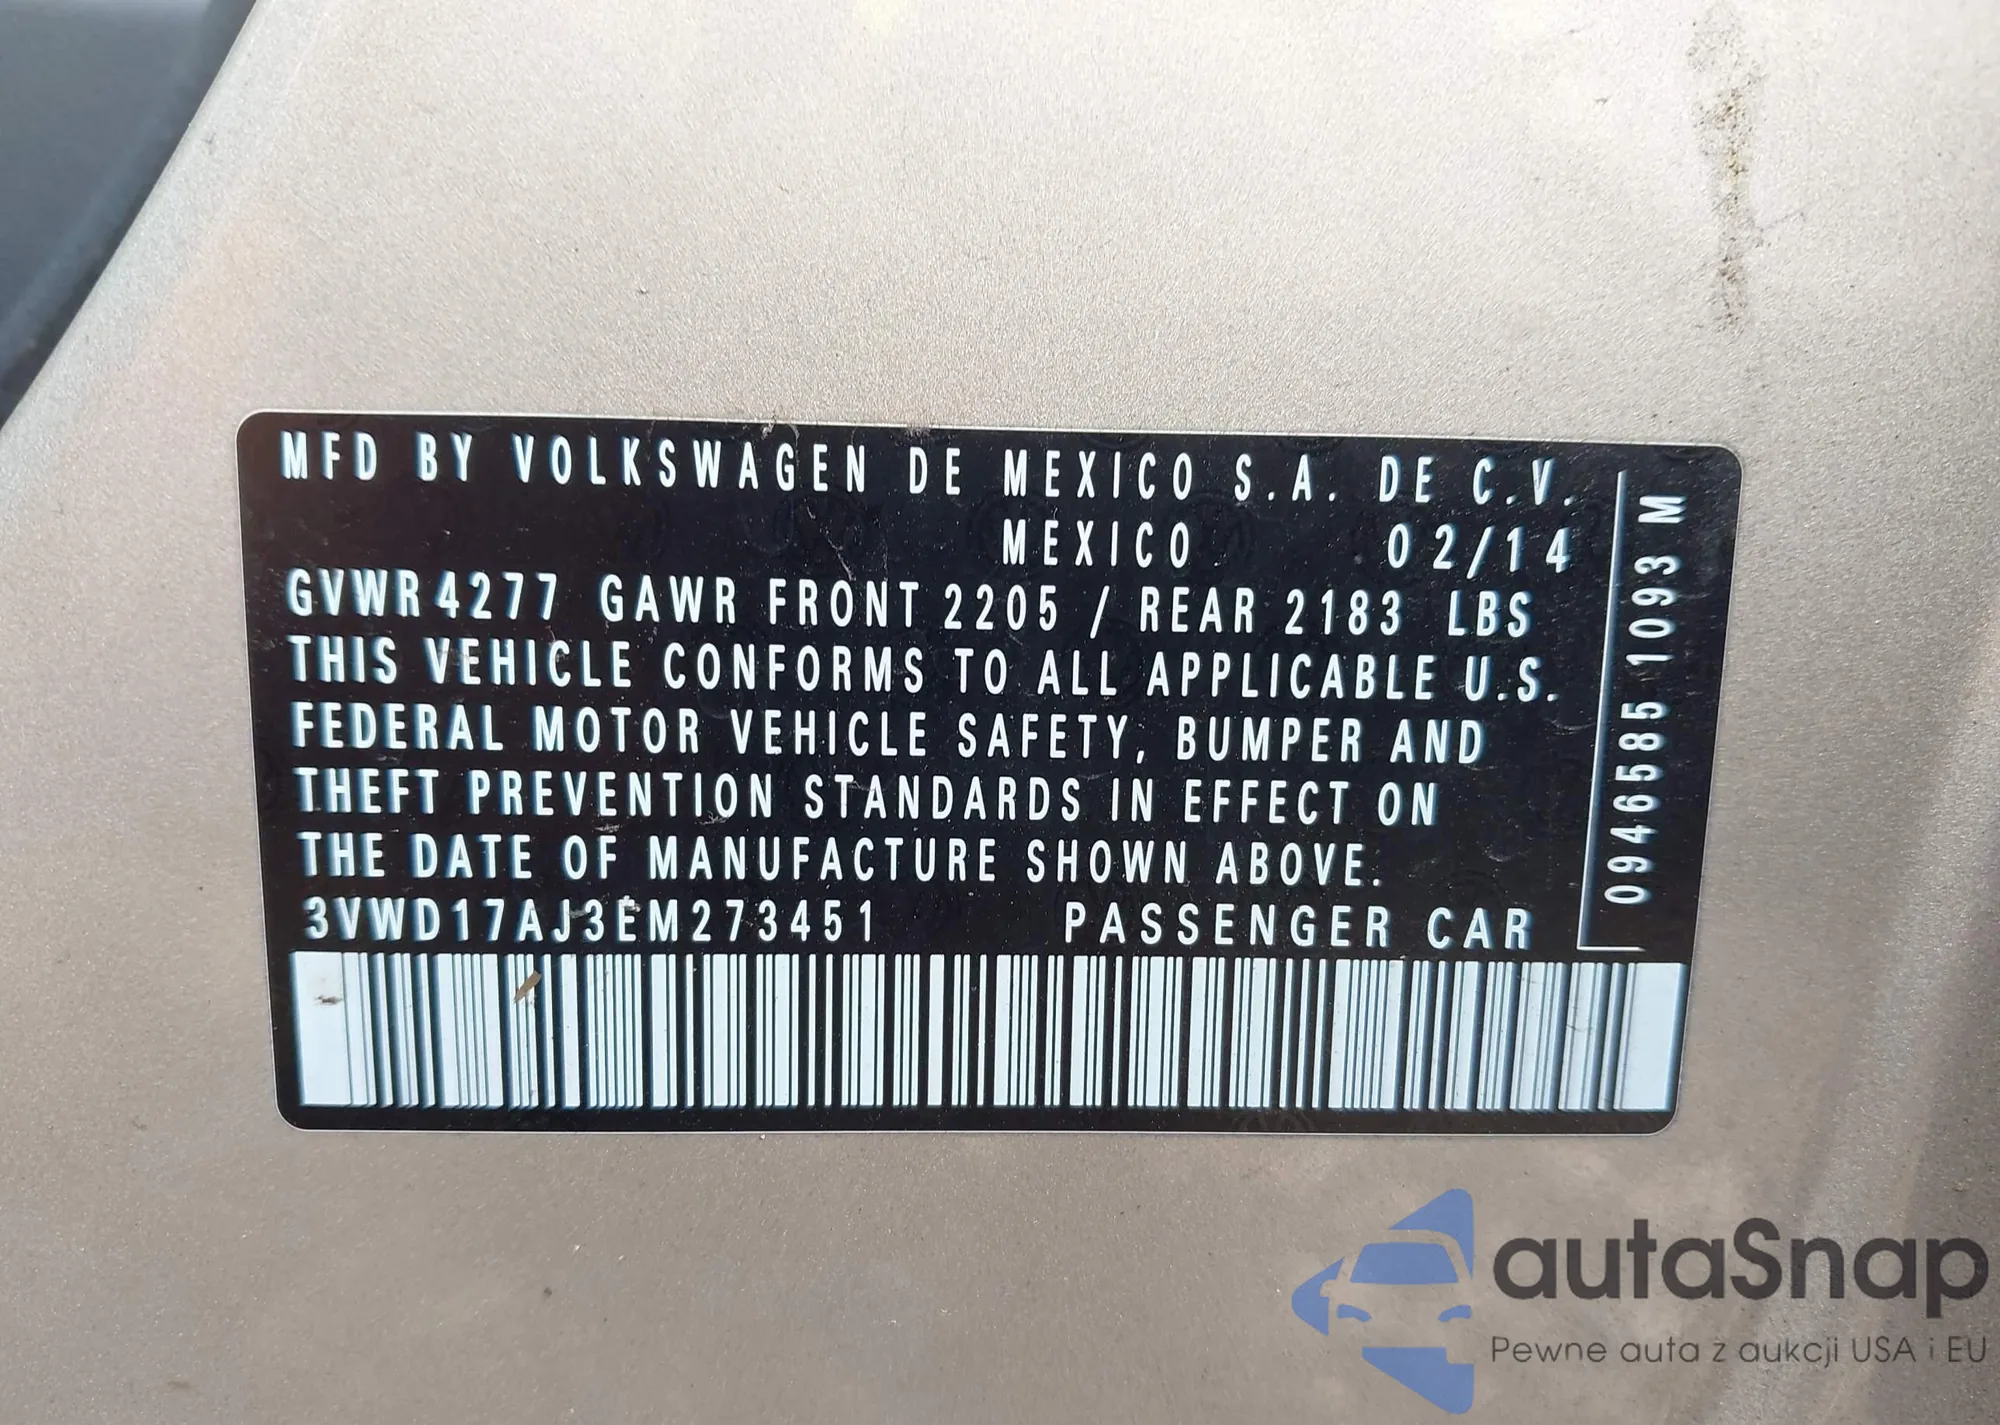 MFD BY VOLKSWAGEN DE MEXICO S.A. DE C.V.
MEXICO 02/14
GVWR 4277 GAWR FRONT 2205 / REAR 2183 LBS
THIS VEHICLE CONFORMS TO ALL APPLICABLE U.S.
FEDERAL MOTOR VEHICLE SAFETY, BUMPER AND
THEFT PREVENTION STANDARDS IN EFFECT ON
THE DATE OF MANUFACTURE SHOWN ABOVE.
3VWD17AJ3EM273451 PASSENGER CAR
0946585 1093 M
autaSnap
Pewne auta z aukcji USA i EU